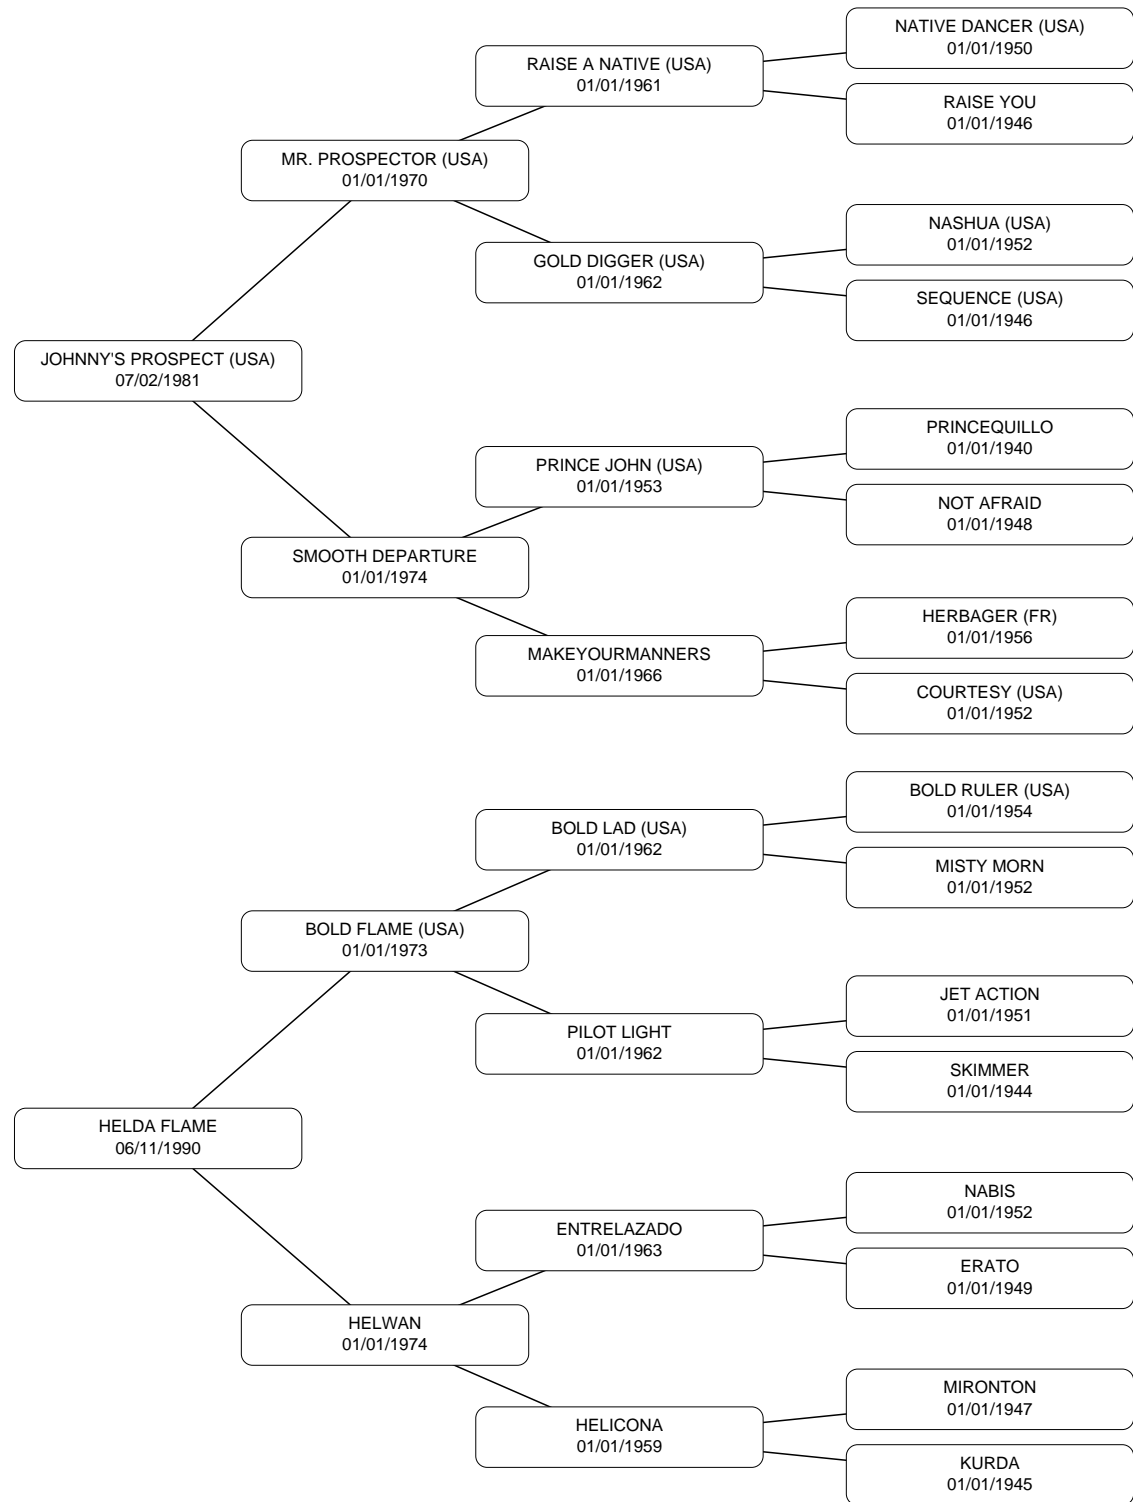 NATIVE DANCER (USA)
01/01/1950
RAISE A NATIVE (USA)
01/01/1961
RAISE YOU
01/01/1946
MR. PROSPECTOR (USA)
01/01/1970
NASHUA (USA)
01/01/1952
GOLD DIGGER (USA)
01/01/1962
SEQUENCE (USA)
01/01/1946
JOHNNY'S PROSPECT (USA)
07/02/1981
PRINCEQUILLO
01/01/1940
PRINCE JOHN (USA)
01/01/1953
NOT AFRAID
01/01/1948
SMOOTH DEPARTURE
01/01/1974
HERBAGER (FR)
01/01/1956
MAKEYOURMANNERS
01/01/1966
COURTESY (USA)
01/01/1952
BOLD RULER (USA)
01/01/1954
BOLD LAD (USA)
01/01/1962
MISTY MORN
01/01/1952
BOLD FLAME (USA)
01/01/1973
JET ACTION
01/01/1951
PILOT LIGHT
01/01/1962
SKIMMER
01/01/1944
HELDA FLAME
06/11/1990
NABIS
01/01/1952
ENTRELAZADO
01/01/1963
ERATO
01/01/1949
HELWAN
01/01/1974
MIRONTON
01/01/1947
HELICONA
01/01/1959
KURDA
01/01/1945